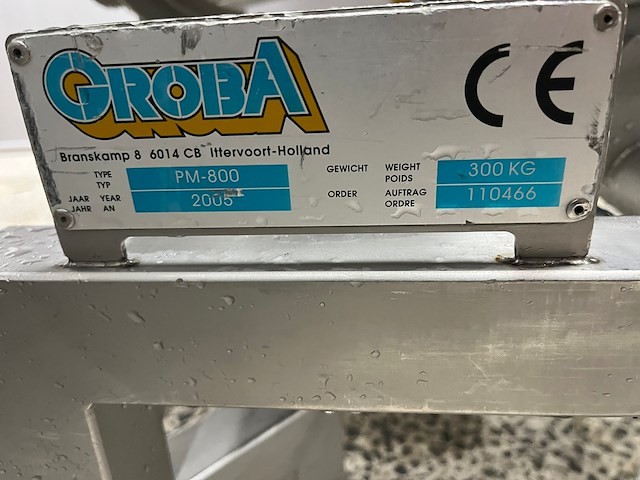 GROBA
CE
Branskamp 8 6014 CB Ittervoort-Holland
TYPE TYP PM-800 GEWICHT WEIGHT POIDS 300 KG
JAAR YEAR JAHR AN 2005 ORDER AUFTRAG ORDRE 110466